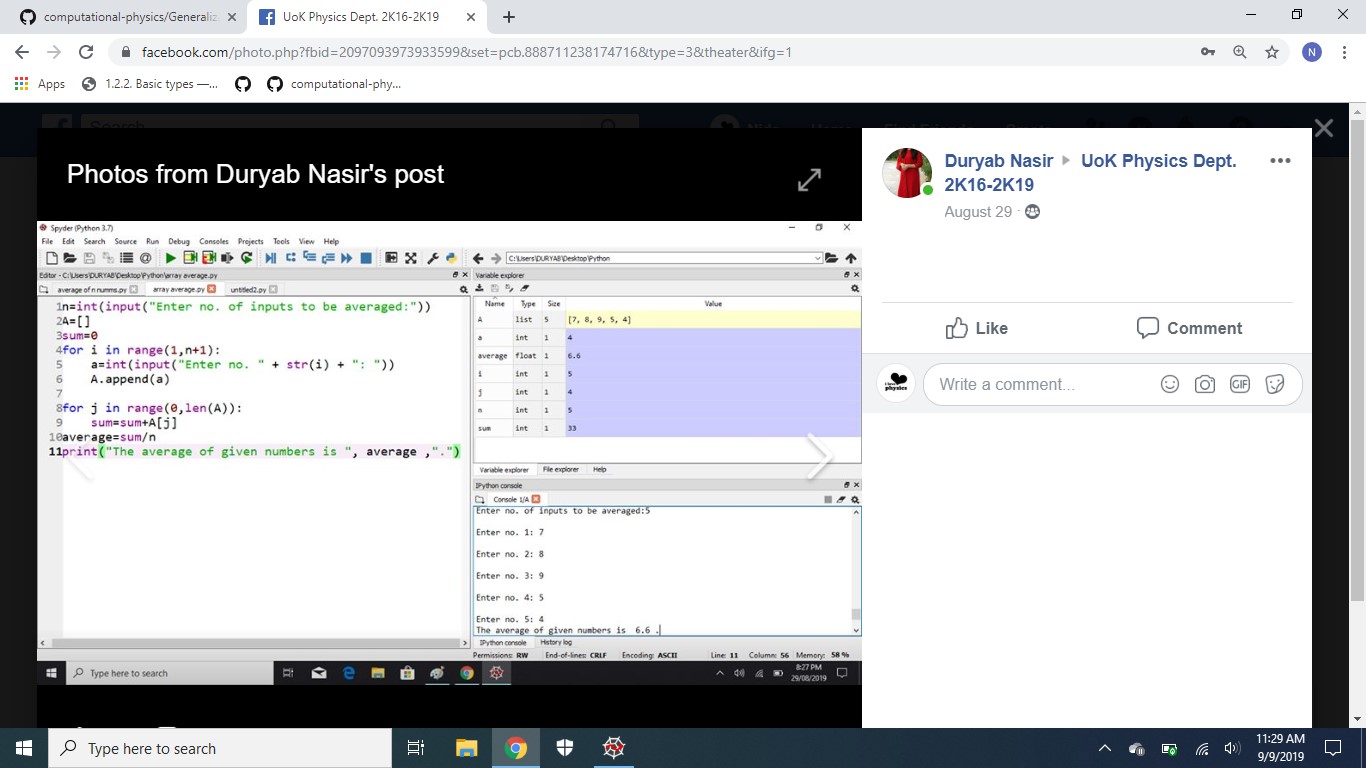 computational-physics/Generaliz
UoK Physics Dept. 2K16-2K19
facebook.com/photo.php?fbid=2097093973933599&set=pcb.888711238174716&type=3&theater&ifg=1
N
Apps
1.2.2. Basic types —...
computational-phy...
Search
Photos from Duryab Nasir's post
Spyder (Python 3.7)
File Edit Search Source Run Debug Consoles Projects Tools View Help
C:\Users\DURYAB\Desktop\Python
Editor - C:\Users\DURYAB\Desktop\Python\array average.py
average of n numms.py
array average.py
untitled2.py
1n=int(input("Enter no. of inputs to be averaged:"))
2A=[]
3sum=0
4for i in range(1,n+1):
5    a=int(input("Enter no. " + str(i) + ": "))
6    A.append(a)
7
8for j in range(0,len(A)):
9    sum=sum+A[j]
10average=sum/n
11print("The average of given numbers is ", average ,".")
Variable explorer
Name Type Size Value
A list 5 [7, 8, 9, 5, 4]
a int 1 4
average float 1 6.6
i int 1 5
j int 1 4
n int 1 5
sum int 1 33
Variable explorer File explorer Help
IPython console
Console 1/A
Enter no. of inputs to be averaged:5
Enter no. 1: 7
Enter no. 2: 8
Enter no. 3: 9
Enter no. 4: 5
Enter no. 5: 4
The average of given numbers is  6.6 .
IPython console History log
Permissions: RW End-of-lines: CRLF Encoding: ASCII Line: 11 Column: 56 Memory: 58 %
Type here to search
8:27 PM
29/08/2019
Duryab Nasir UoK Physics Dept.
2K16-2K19
August 29 ·
Like
Comment
physics
Write a comment...
GIF
Type here to search
11:29 AM
9/9/2019